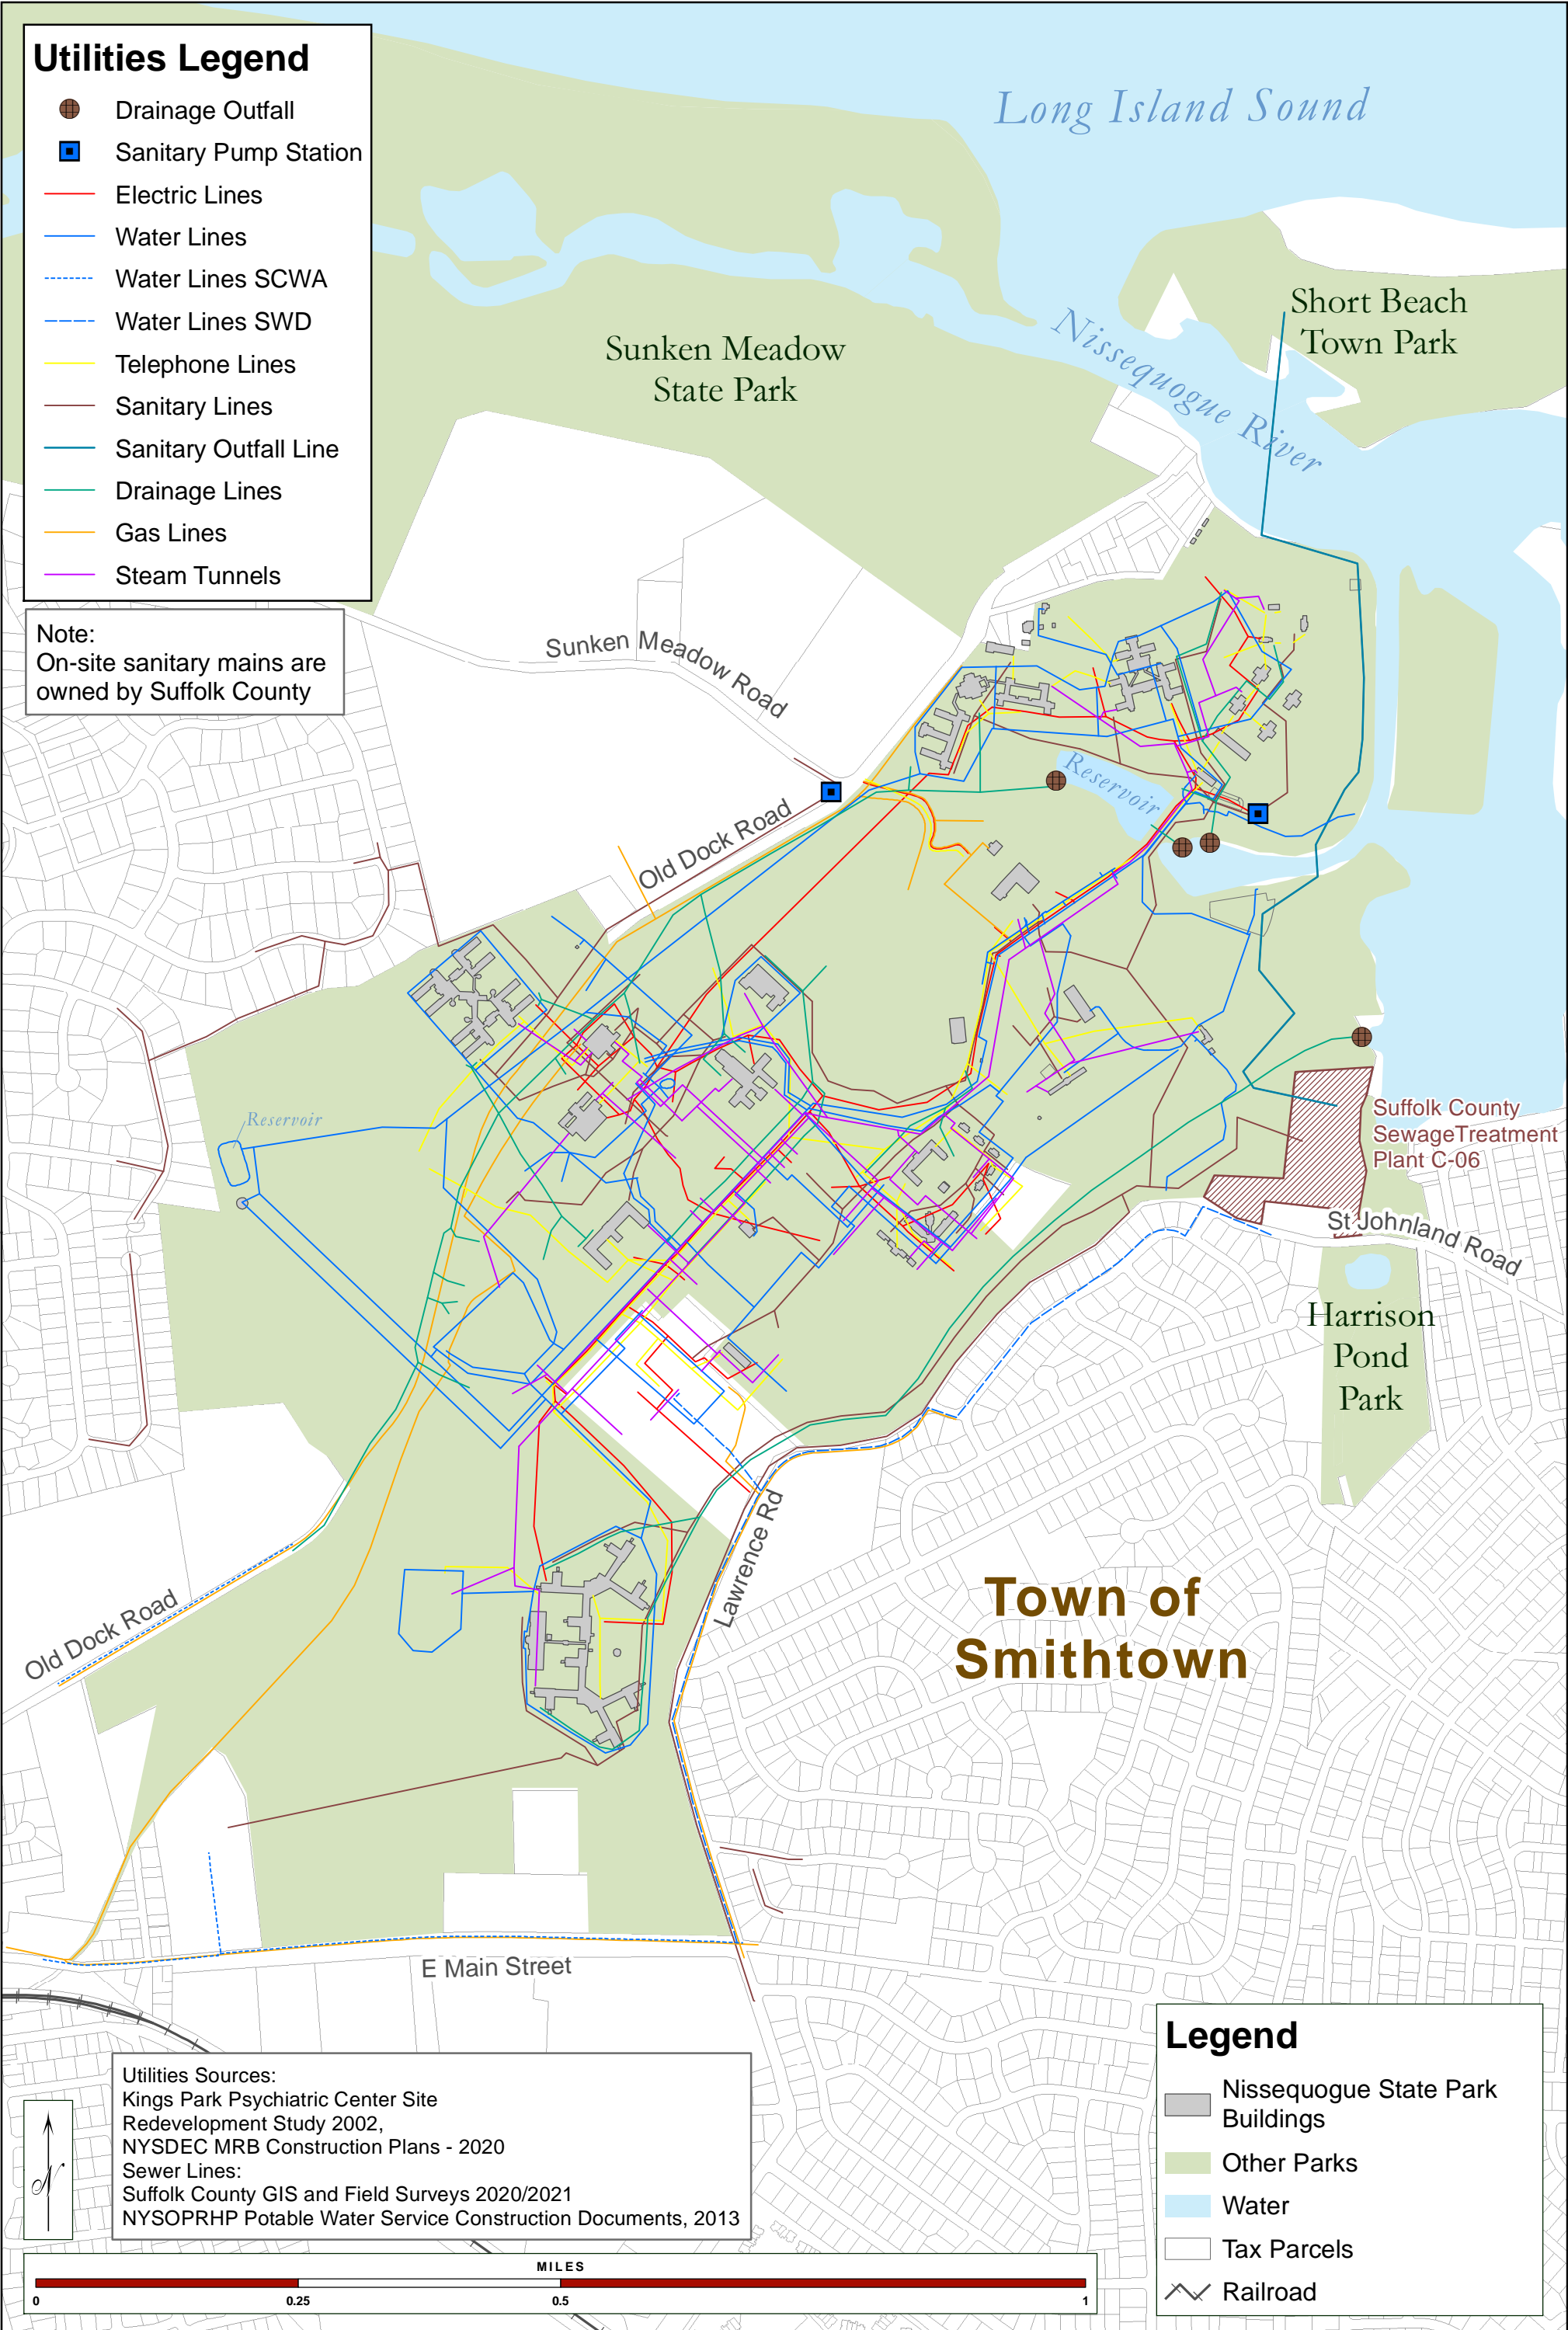 Utilities Legend
Drainage Outfall
Sanitary Pump Station
Electric Lines
Water Lines
Water Lines SCWA
Water Lines SWD
Telephone Lines
Sanitary Lines
Sanitary Outfall Line
Drainage Lines
Gas Lines
Steam Tunnels
Note:
On-site sanitary mains are
owned by Suffolk County
Long Island Sound
Short Beach
Town Park
Sunken Meadow
State Park
Nissequogue River
Sunken Meadow Road
Reservoir
Old Dock Road
Reservoir
Suffolk County
SewageTreatment
Plant C-06
St Johnland Road
Harrison
Pond
Park
Lawrence Rd
Old Dock Road
Town of
Smithtown
E Main Street
Utilities Sources:
Kings Park Psychiatric Center Site
Redevelopment Study 2002,
NYSDEC MRB Construction Plans - 2020
Sewer Lines:
Suffolk County GIS and Field Surveys 2020/2021
NYSOPRHP Potable Water Service Construction Documents, 2013
N
MILES
0 0.25 0.5 1
Legend
Nissequogue State Park
Buildings
Other Parks
Water
Tax Parcels
Railroad